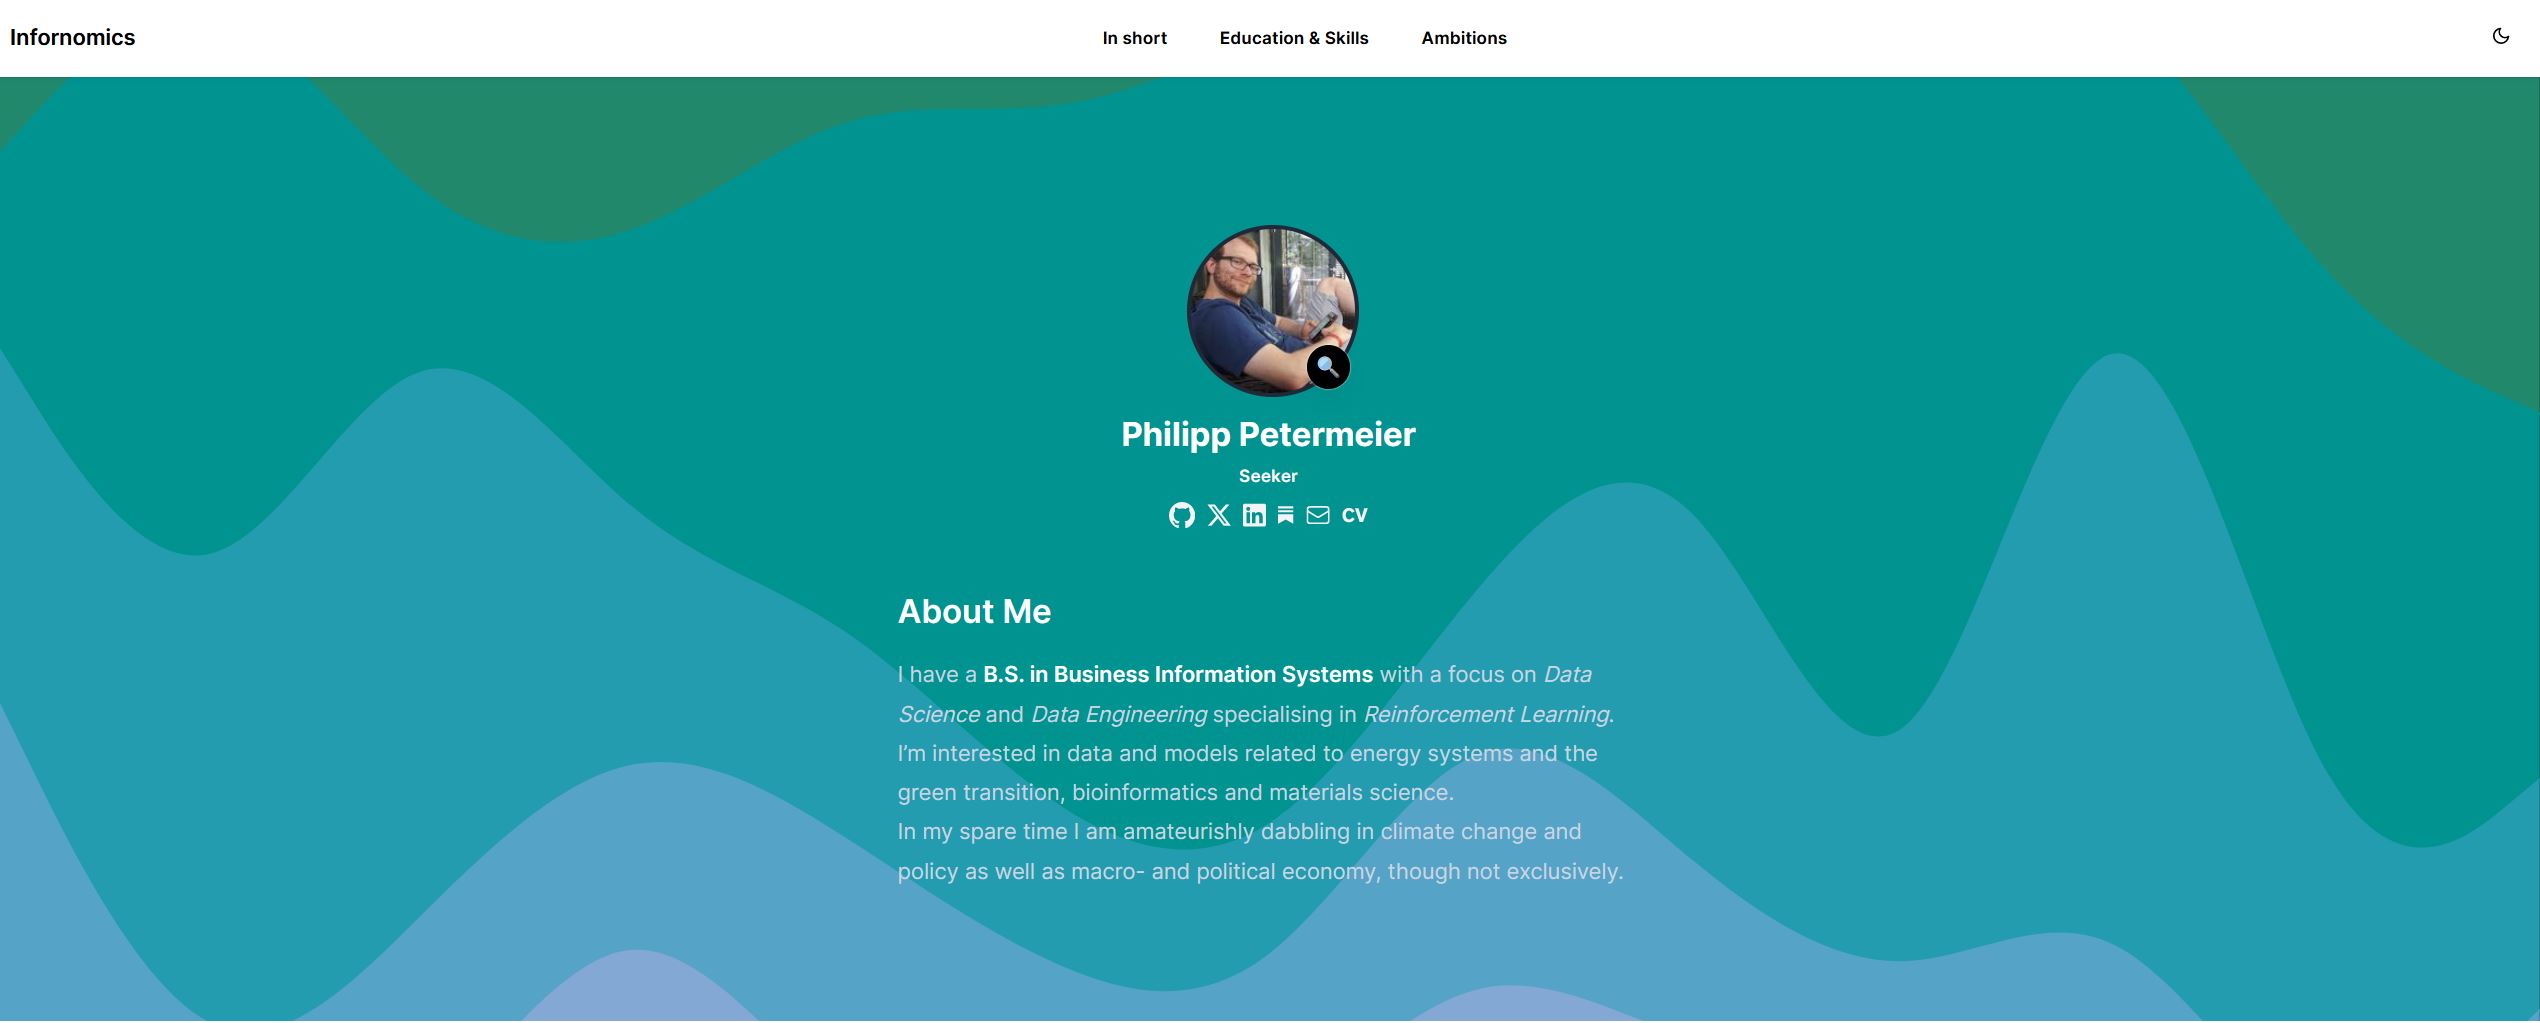 Infornomics
In short
Education & Skills
Ambitions
Philipp Petermeier
Seeker
in
CV
About Me
I have a B.S. in Business Information Systems with a focus on Data
Science and Data Engineering specialising in Reinforcement Learning.
I’m interested in data and models related to energy systems and the
green transition, bioinformatics and materials science.
In my spare time I am amateurishly dabbling in climate change and
policy as well as macro- and political economy, though not exclusively.